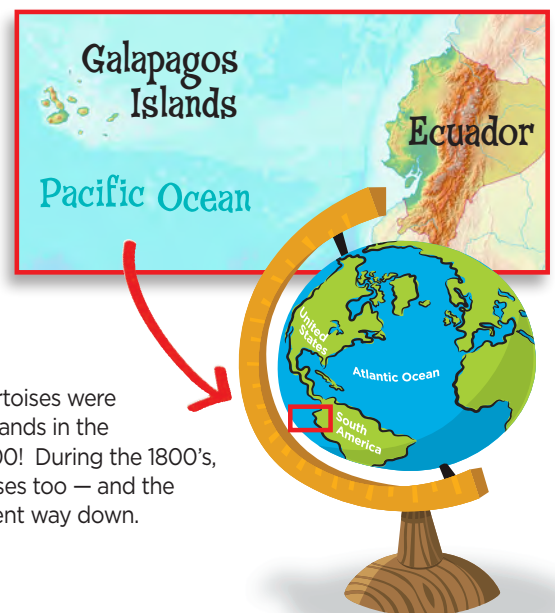 Galapagos
Islands
Ecuador
Pacific Ocean
United
States
Atlantic Ocean
South
America
rtoises were
ands in the
00! During the 1800's,
ses too — and the
ent way down.